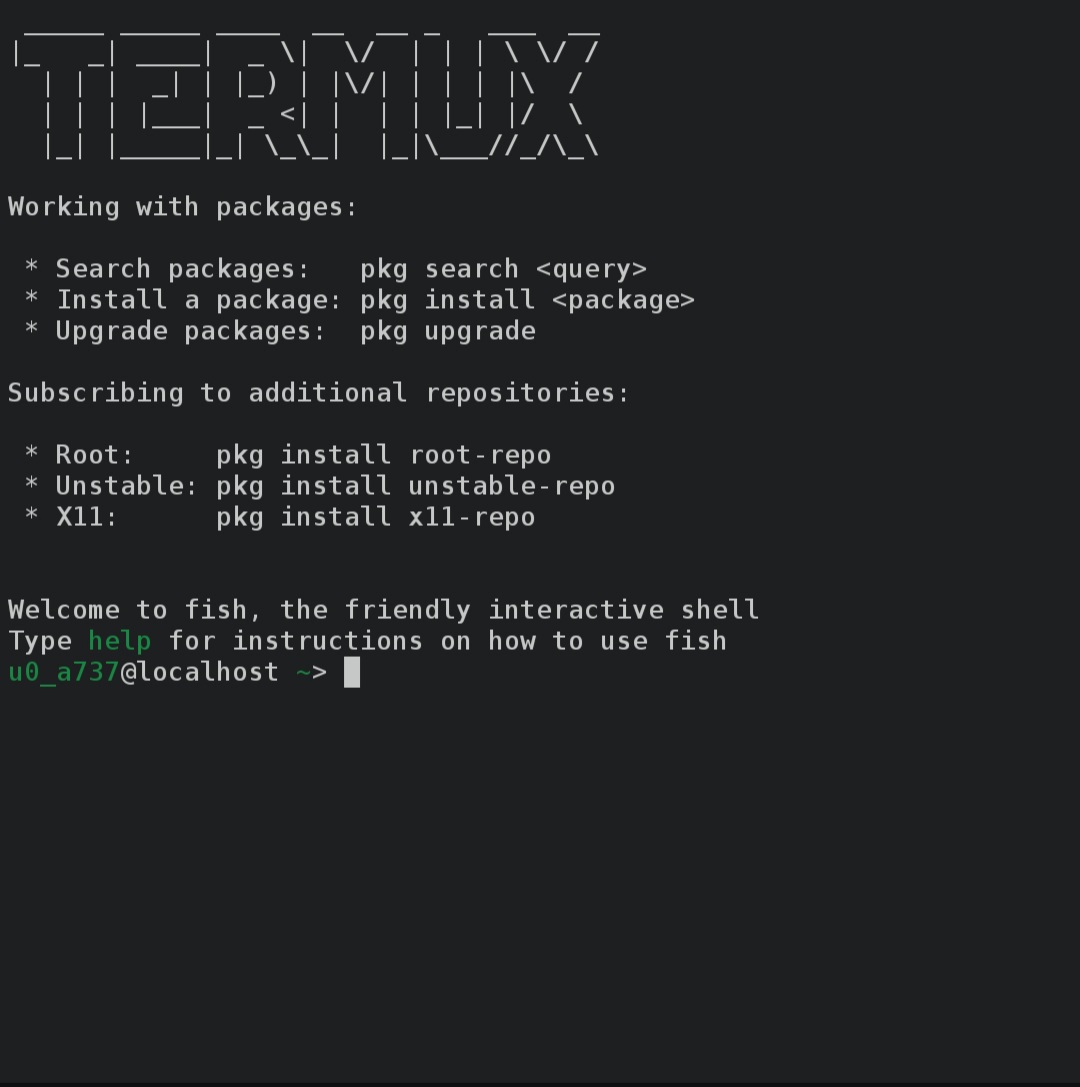 TERMUX
Working with packages:
* Search packages:   pkg search <query>
* Install a package: pkg install <package>
* Upgrade packages:  pkg upgrade
Subscribing to additional repositories:
* Root:     pkg install root-repo
* Unstable: pkg install unstable-repo
* X11:      pkg install x11-repo
Welcome to fish, the friendly interactive shell
Type help for instructions on how to use fish
u0_a737@localhost ~>